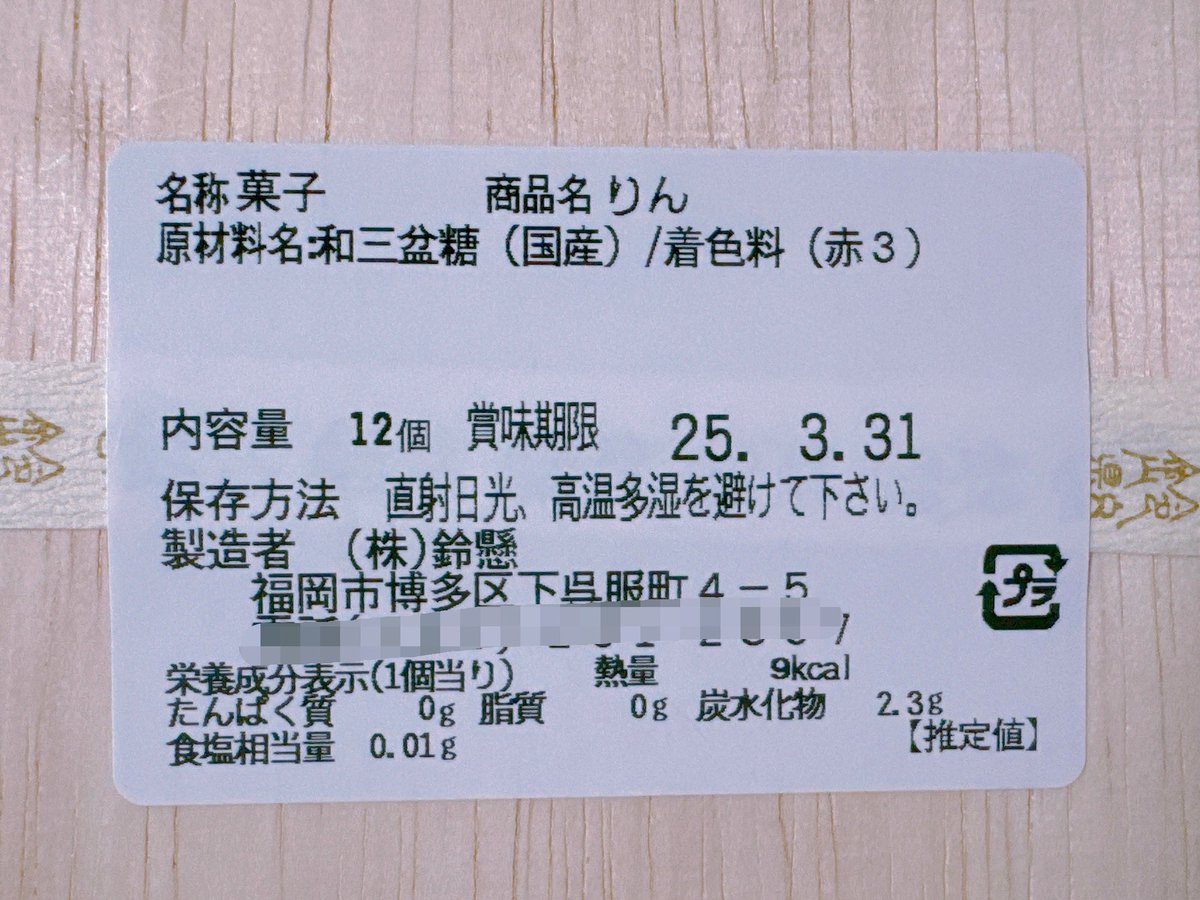 名称 菓子 商品名 りん
原材料名:和三盆糖（国産）/着色料（赤３）
内容量 12個 賞味期限 25. 3.31
保存方法 直射日光、高温多湿を避けて下さい。
製造者 (株)鈴懸
福岡市博多区下呉服町４－５
栄養成分表示(1個当り) 熱量 9kcal
たんぱく質 0g 脂質 0g 炭水化物 2.3g
食塩相当量 0.01g 【推定値】
プラ